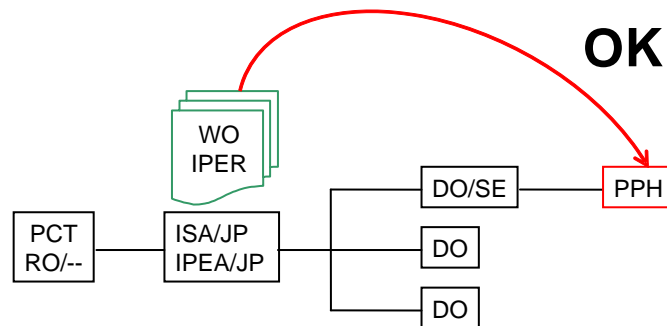 OK
WO
IPER
DO/SE
PPH
PCT
RO/--
ISA/JP
IPEA/JP
DO
DO